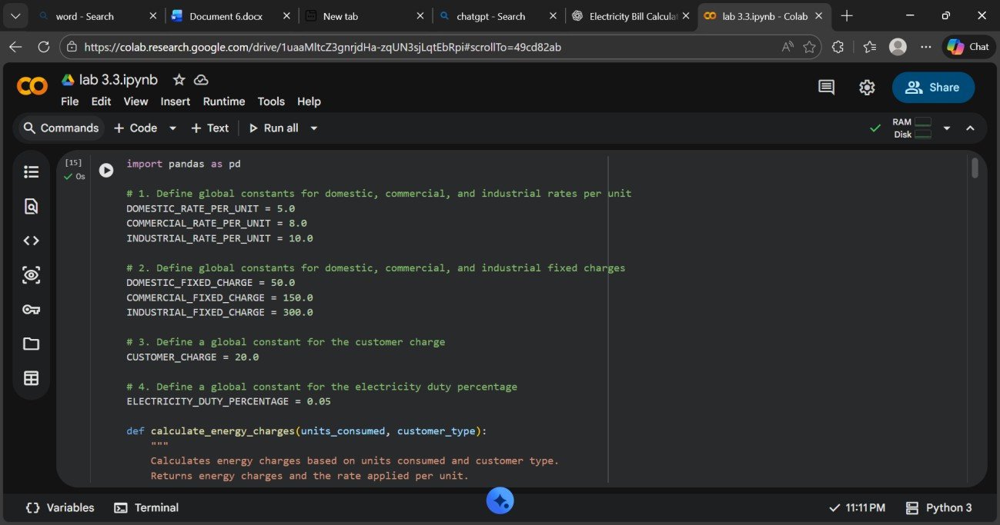 word - Search
Document 6.docx
New tab
chatgpt - Search
Electricity Bill Calcula
lab 3.3.ipynb - Colab
https://colab.research.google.com/drive/1uaaMltcZ3gnrjdHa-zqUN3sjLqtEbRpi#scrollTo=49cd82ab
Chat
lab 3.3.ipynb
File Edit View Insert Runtime Tools Help
Share
Commands + Code + Text Run all
RAM
Disk
[15]
0s
import pandas as pd
# 1. Define global constants for domestic, commercial, and industrial rates per unit
DOMESTIC_RATE_PER_UNIT = 5.0
COMMERCIAL_RATE_PER_UNIT = 8.0
INDUSTRIAL_RATE_PER_UNIT = 10.0
# 2. Define global constants for domestic, commercial, and industrial fixed charges
DOMESTIC_FIXED_CHARGE = 50.0
COMMERCIAL_FIXED_CHARGE = 150.0
INDUSTRIAL_FIXED_CHARGE = 300.0
# 3. Define a global constant for the customer charge
CUSTOMER_CHARGE = 20.0
# 4. Define a global constant for the electricity duty percentage
ELECTRICITY_DUTY_PERCENTAGE = 0.05
def calculate_energy_charges(units_consumed, customer_type):
"""
Calculates energy charges based on units consumed and customer type.
Returns energy charges and the rate applied per unit.
{} Variables
Terminal
11:11 PM
Python 3